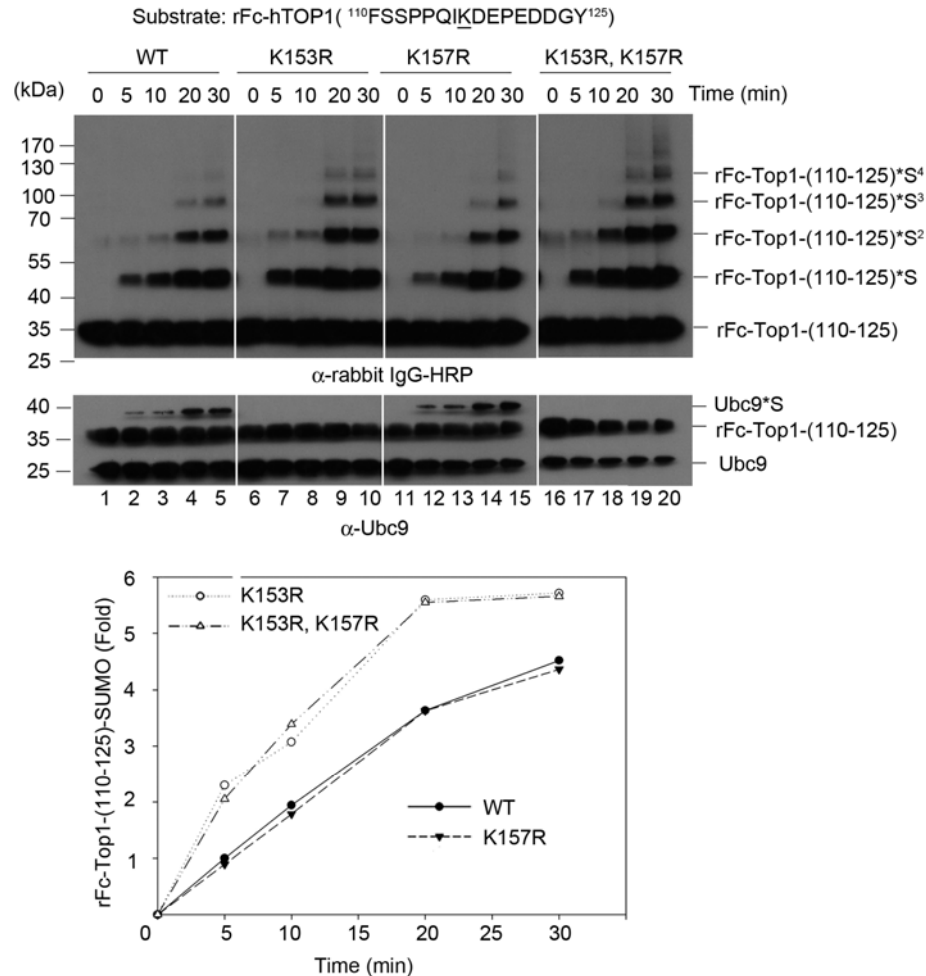 Substrate: rFc-hTOP1( ¹¹⁰FSSPPQIKDEPEDDGY¹²⁵)
WT K153R K157R K153R, K157R
(kDa) 0 5 10 20 30 0 5 10 20 30 0 5 10 20 30 0 5 10 20 30 Time (min)
170
130
100
70
55
40
35
25
rFc-Top1-(110-125)*S⁴
rFc-Top1-(110-125)*S³
rFc-Top1-(110-125)*S²
rFc-Top1-(110-125)*S
rFc-Top1-(110-125)
α-rabbit IgG-HRP
40
35
25
Ubc9*S
rFc-Top1-(110-125)
Ubc9
1 2 3 4 5 6 7 8 9 10 11 12 13 14 15 16 17 18 19 20
α-Ubc9
rFc-Top1-(110-125)-SUMO (Fold)
6
5
4
3
2
1
K153R
K153R, K157R
WT
K157R
0 5 10 15 20 25 30
Time (min)